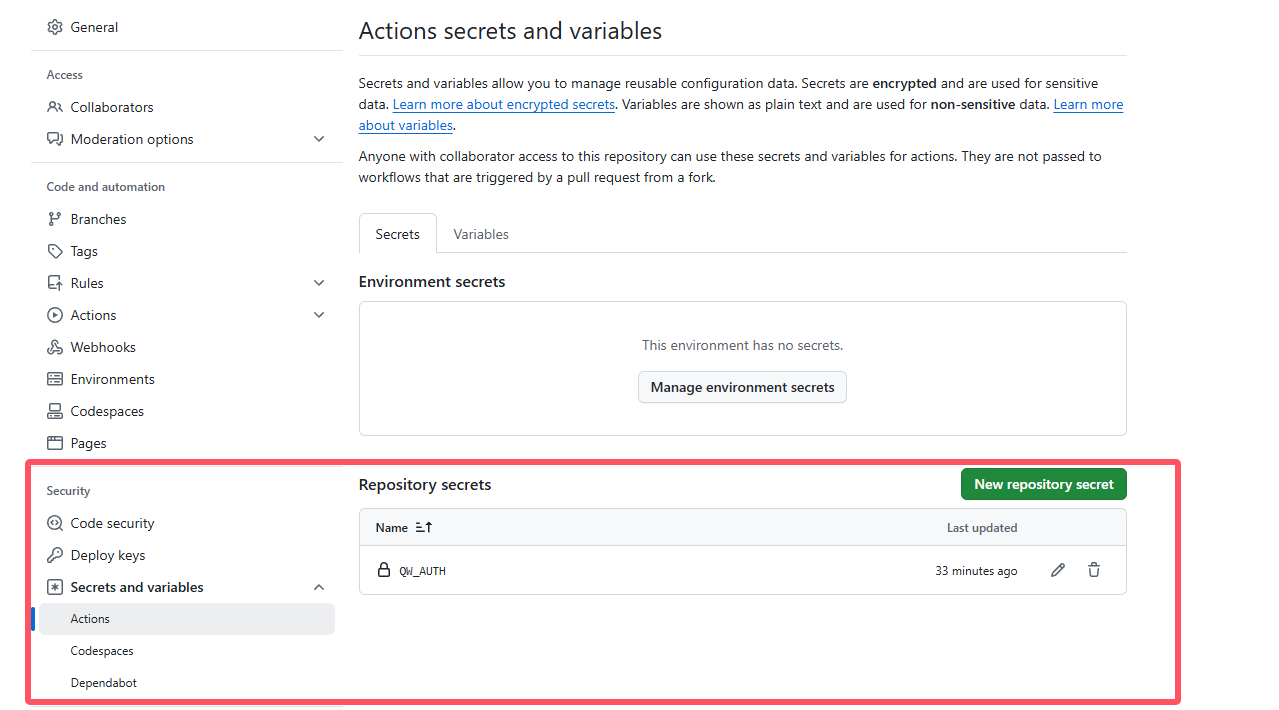 General
Access
Collaborators
Moderation options
Code and automation
Branches
Tags
Rules
Actions
Webhooks
Environments
Codespaces
Pages
Security
Code security
Deploy keys
Secrets and variables
Actions
Codespaces
Dependabot
Actions secrets and variables
Secrets and variables allow you to manage reusable configuration data. Secrets are encrypted and are used for sensitive
data. Learn more about encrypted secrets. Variables are shown as plain text and are used for non-sensitive data. Learn more
about variables.
Anyone with collaborator access to this repository can use these secrets and variables for actions. They are not passed to
workflows that are triggered by a pull request from a fork.
Secrets Variables
Environment secrets
This environment has no secrets.
Manage environment secrets
Repository secrets New repository secret
Name Last updated
QW_AUTH 33 minutes ago